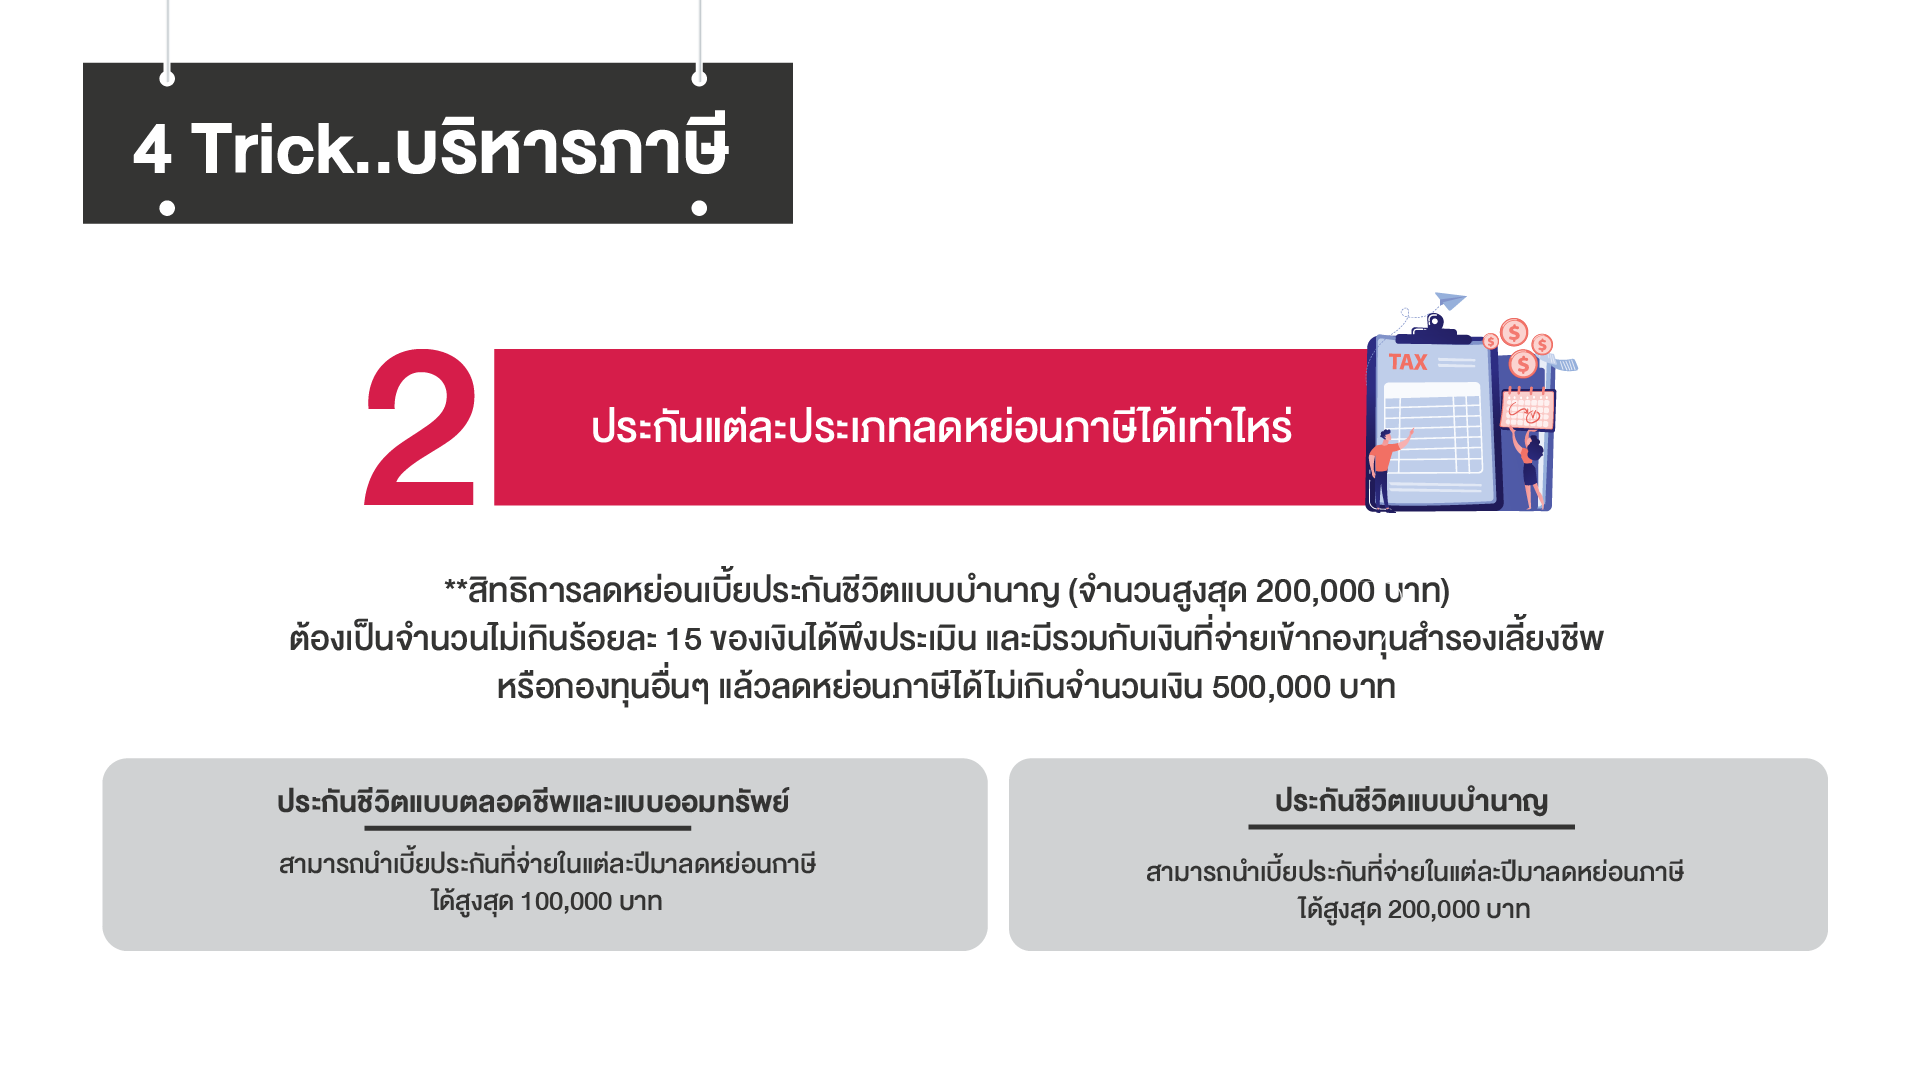 4 Trick..บริหารภาษี
2
ประกันแต่ละประเภทลดหย่อนภาษีได้เท่าไหร่
TAX
**สิทธิการลดหย่อนเบี้ยประกันชีวิตแบบบำนาญ (จำนวนสูงสุด 200,000 บาท)
ต้องเป็นจำนวนไม่เกินร้อยละ 15 ของเงินได้พึงประเมิน และมีรวมกับเงินที่จ่ายเข้ากองทุนสำรองเลี้ยงชีพ
หรือกองทุนอื่นๆ แล้วลดหย่อนภาษีได้ไม่เกินจำนวนเงิน 500,000 บาท
ประกันชีวิตแบบตลอดชีพและแบบออมทรัพย์
สามารถนำเบี้ยประกันที่จ่ายในแต่ละปีมาลดหย่อนภาษี
ได้สูงสุด 100,000 บาท
ประกันชีวิตแบบบำนาญ
สามารถนำเบี้ยประกันที่จ่ายในแต่ละปีมาลดหย่อนภาษี
ได้สูงสุด 200,000 บาท